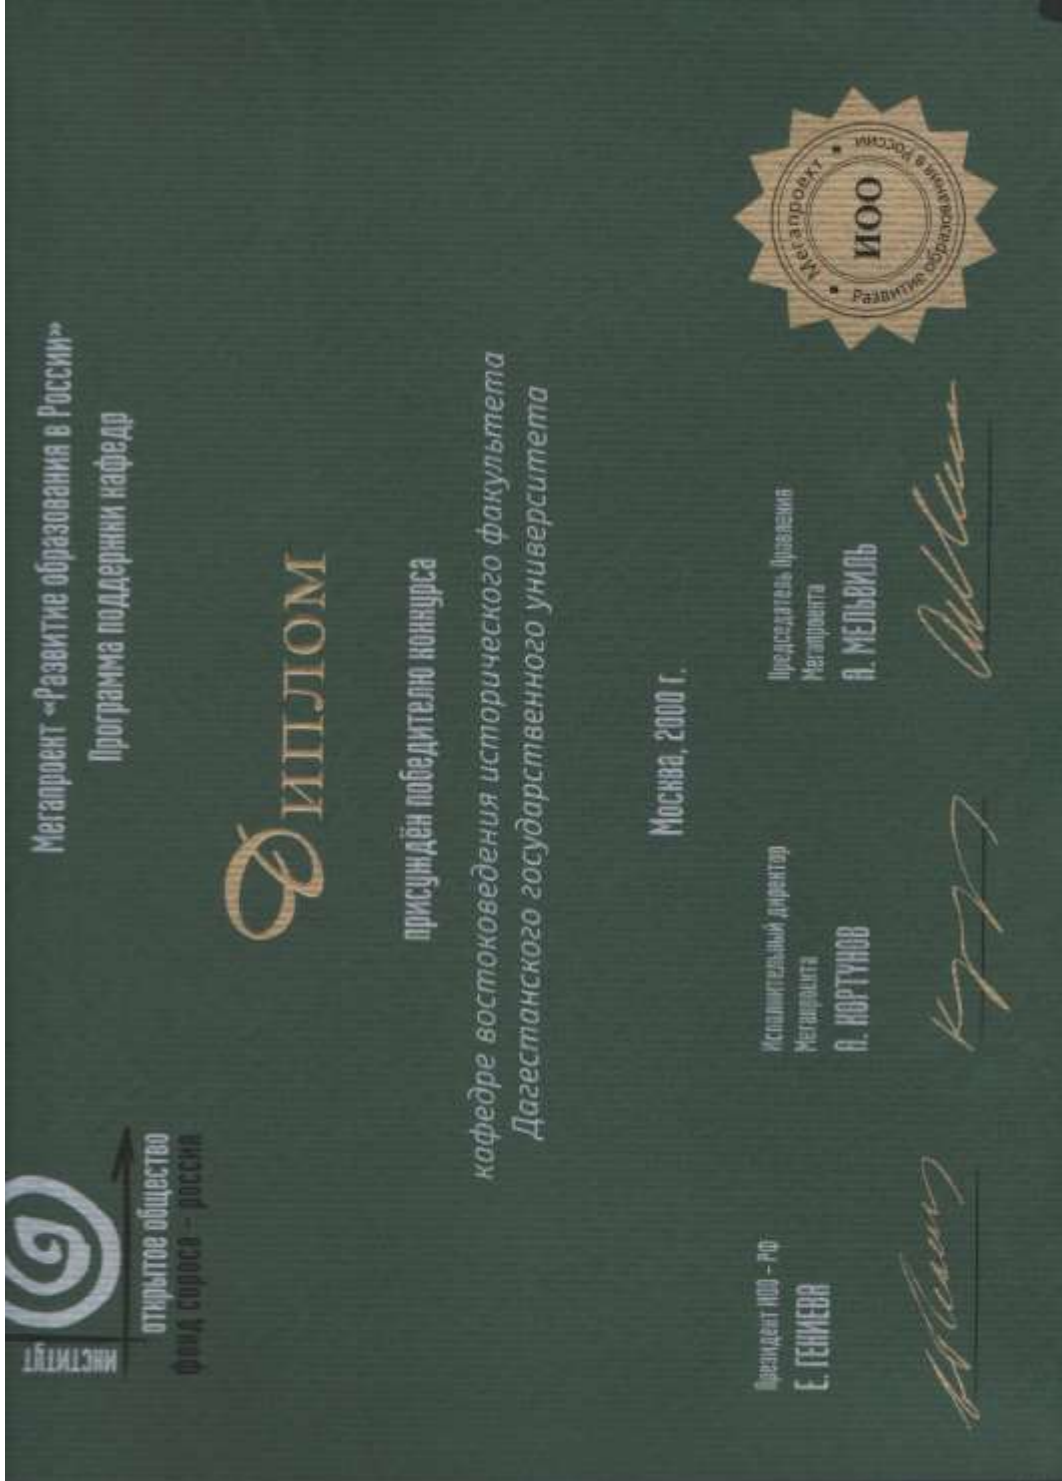 институт
открытое общество
фонд сороса – россия
Мегапроект «Развитие образования в России»
Программа поддержки кафедр
Диплом
присуждён победителю конкурса
кафедре востоковедения исторического факультета
Дагестанского государственного университета
Москва, 2000 г.
Президент ИОО – РФ
Е. ГЕНИЕВА
Исполнительный директор
Мегапроекта
А. КОРТУНОВ
Председатель Правления
Мегапроекта
А. МЕЛЬВИЛЬ
Мегапроект
Развитие образования в России
ИОО